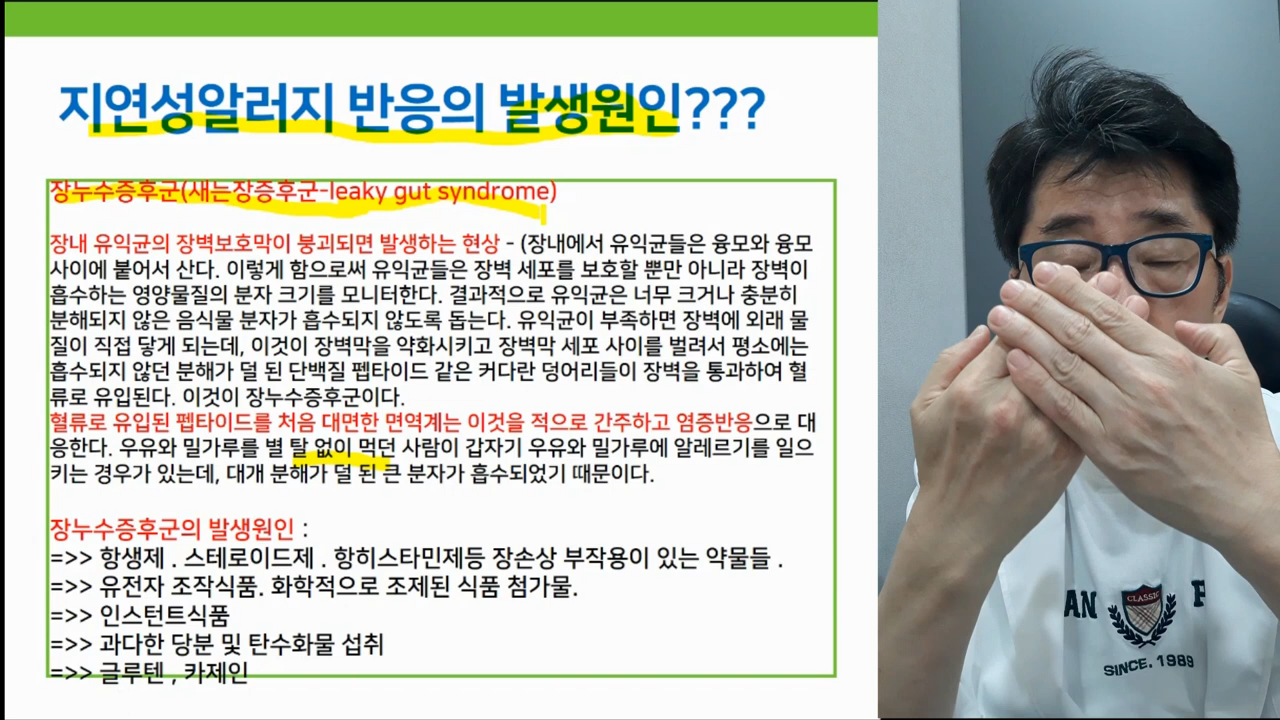 지연성알러지 반응의 발생원인???
장누수증후군(새는장증후군-leaky gut syndrome)
장내 유익균의 장벽보호막이 붕괴되면 발생하는 현상 - (장내에서 유익균들은 융모와 융모
사이에 붙어서 산다. 이렇게 함으로써 유익균들은 장벽 세포를 보호할 뿐만 아니라 장벽이
흡수하는 영양물질의 분자 크기를 모니터한다. 결과적으로 유익균은 너무 크거나 충분히
분해되지 않은 음식물 분자가 흡수되지 않도록 돕는다. 유익균이 부족하면 장벽에 외래 물
질이 직접 닿게 되는데, 이것이 장벽막을 약화시키고 장벽막 세포 사이를 벌려서 평소에는
흡수되지 않던 분해가 덜 된 단백질 펩타이드 같은 커다란 덩어리들이 장벽을 통과하여 혈
류로 유입된다. 이것이 장누수증후군이다.
혈류로 유입된 펩타이드를 처음 대면한 면역계는 이것을 적으로 간주하고 염증반응으로 대
응한다. 우유와 밀가루를 별 탈 없이 먹던 사람이 갑자기 우유와 밀가루에 알레르기를 일으
키는 경우가 있는데, 대개 분해가 덜 된 큰 분자가 흡수되었기 때문이다.
장누수증후군의 발생원인 :
=>> 항생제 . 스테로이드제 . 항히스타민제등 장손상 부작용이 있는 약물들 .
=>> 유전자 조작식품. 화학적으로 조제된 식품 첨가물.
=>> 인스턴트식품
=>> 과다한 당분 및 탄수화물 섭취
=>> 글루텐 , 카제인
AN
CLASSIC
SINCE. 1989